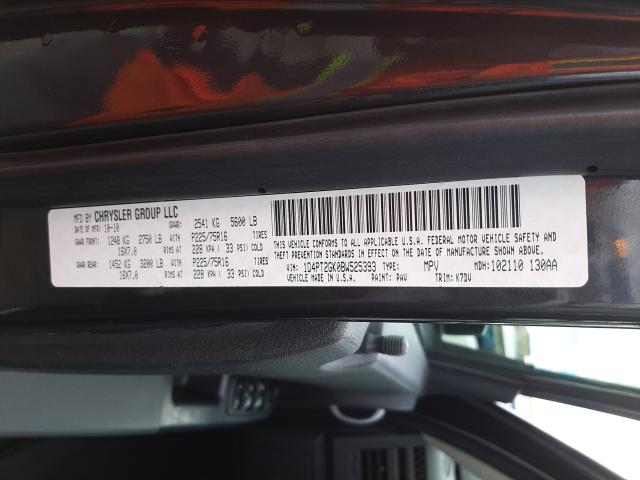 MFD BY CHRYSLER GROUP LLC
DATE OF MFR: 10-10 GVWR: 2541 KG 5600 LB
GAWR FRONT: 1248 KG 2750 LB WITH P225/75R16 TIRES
16X7.0 RIMS AT 228 KPA ( 33 PSI) COLD
GAWR REAR: 1452 KG 3200 LB WITH P225/75R16 TIRES
16X7.0 RIMS AT 228 KPA ( 33 PSI) COLD
THIS VEHICLE CONFORMS TO ALL APPLICABLE U.S.A. FEDERAL MOTOR VEHICLE SAFETY AND
THEFT PREVENTION STANDARDS IN EFFECT ON THE DATE OF MANUFACTURE SHOWN ABOVE.
VIN: 1D4PT2GK0BW525393 TYPE: MPV MDH: 102110 130AA
VEHICLE MADE IN U.S.A. PAINT: PAV TRIM: K7DV